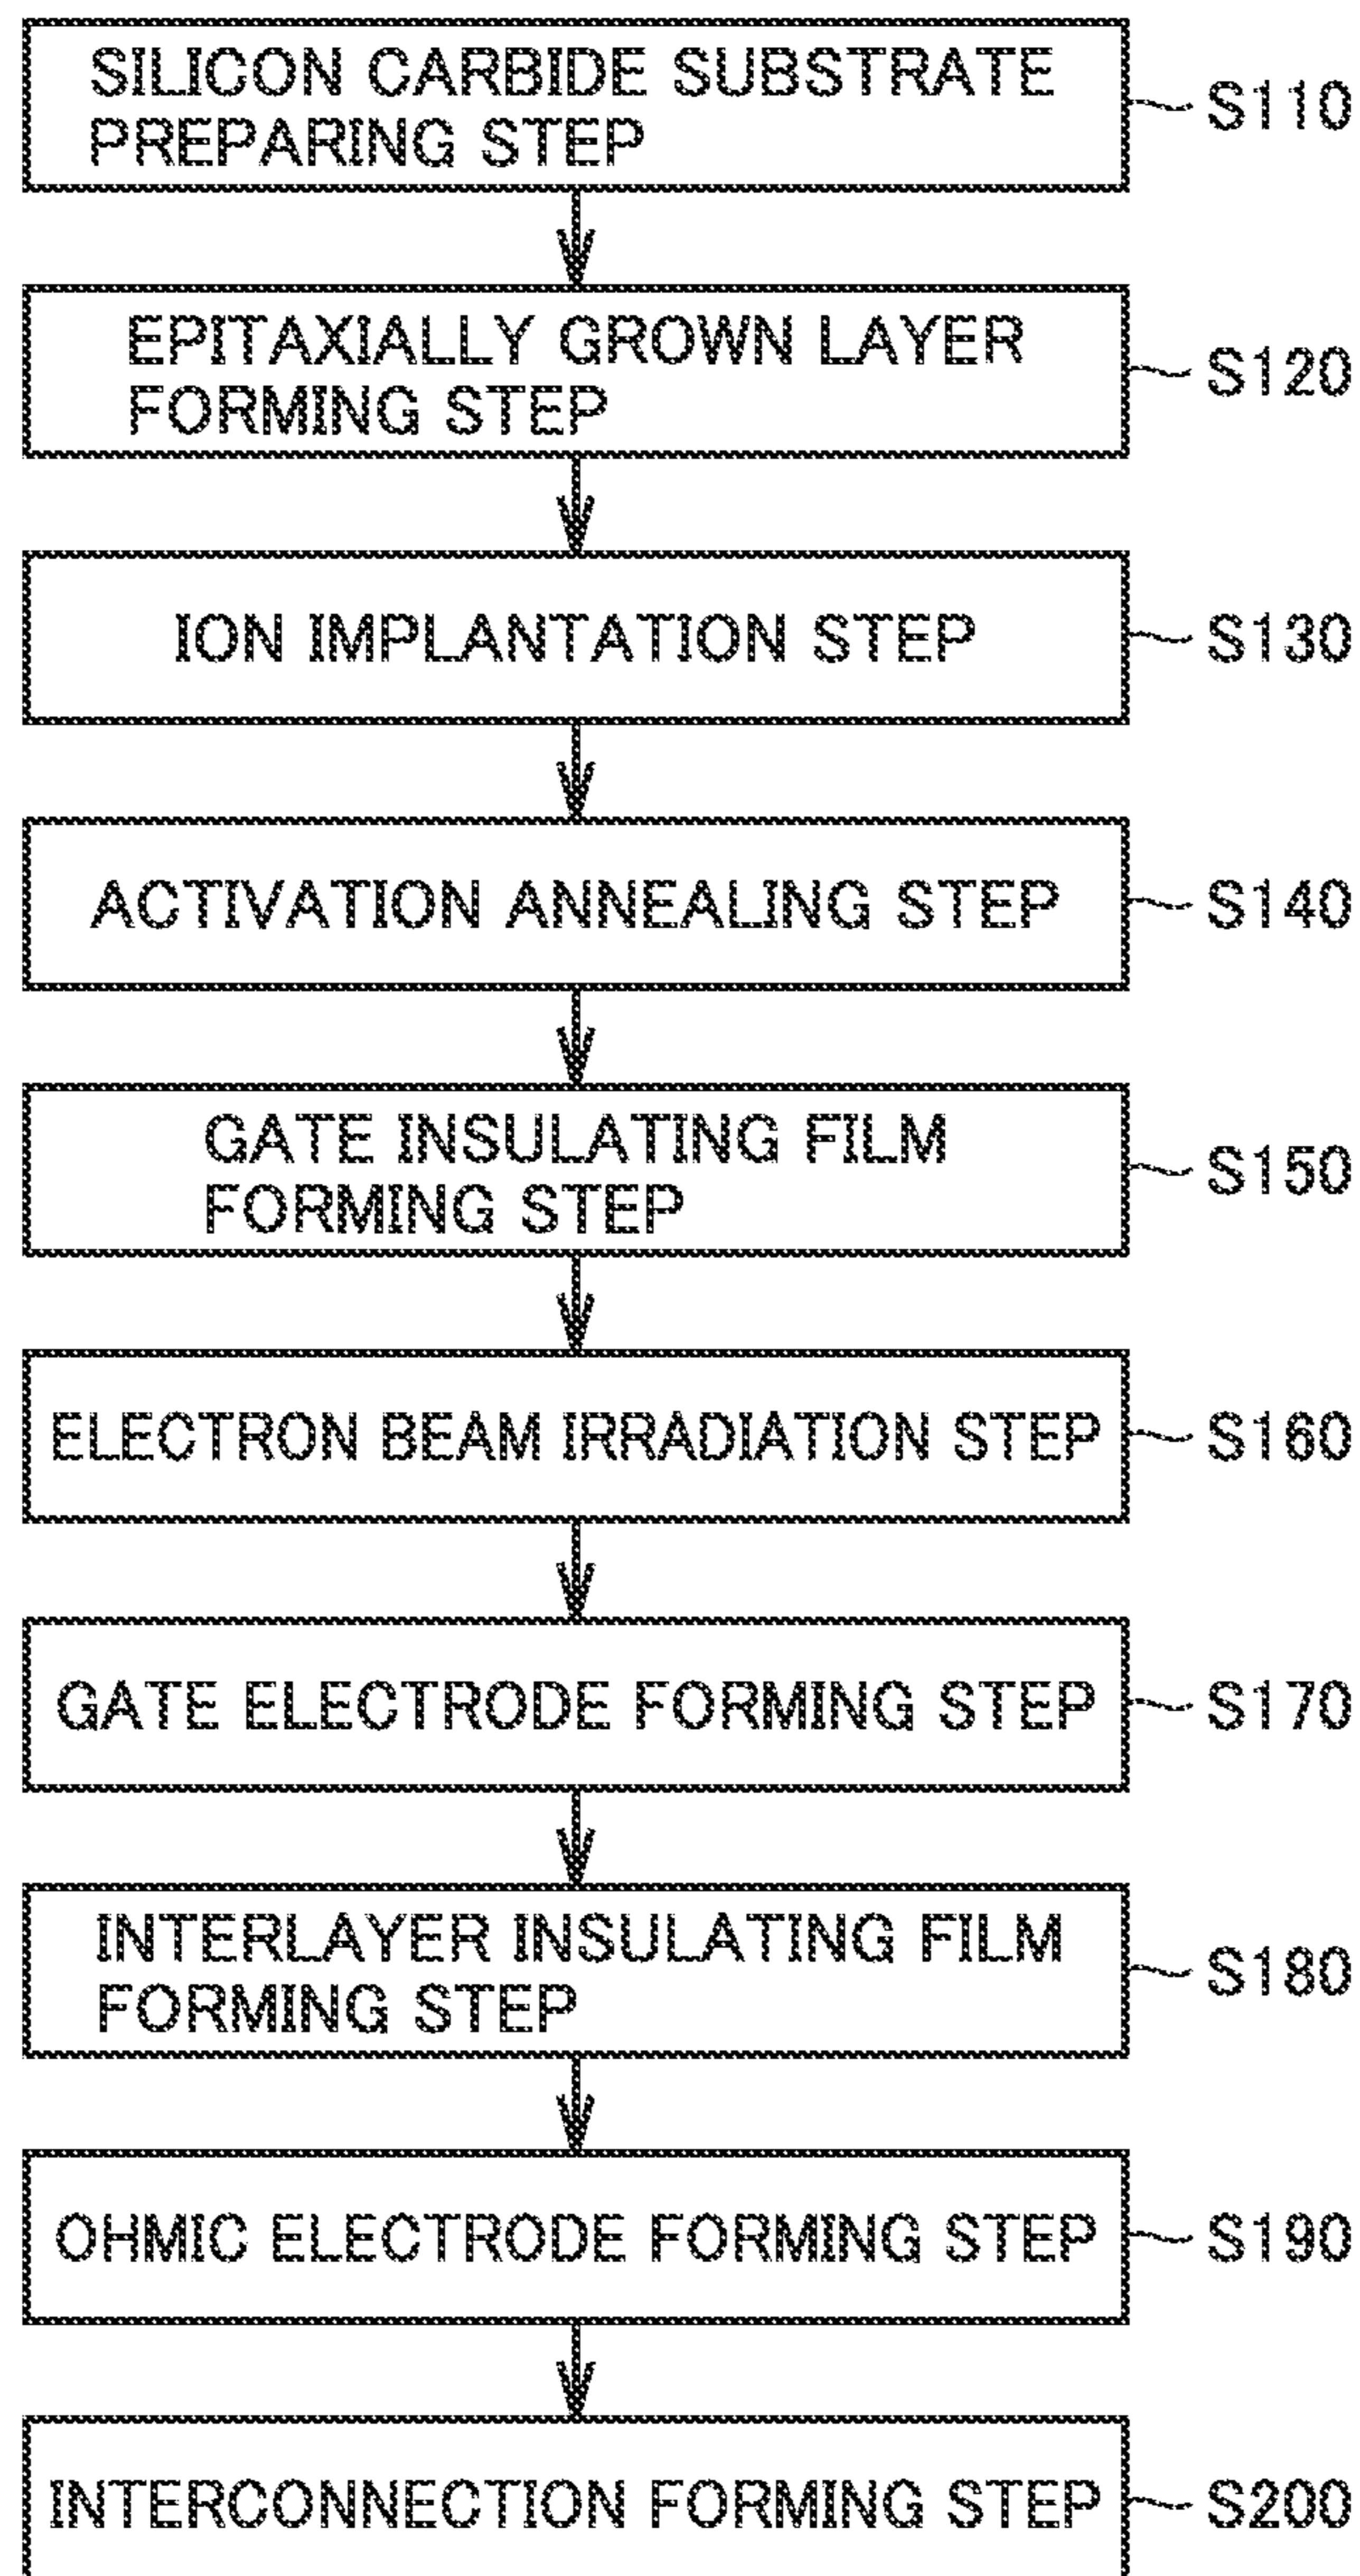 SILICON CARBIDE SUBSTRATE
PREPARING STEP
S110
EPITAXIALLY GROWN LAYER
FORMING STEP
S120
ION IMPLANTATION STEP
S130
ACTIVATION ANNEALING STEP
S140
GATE INSULATING FILM
FORMING STEP
S150
ELECTRON BEAM IRRADIATION STEP
S160
GATE ELECTRODE FORMING STEP
S170
INTERLAYER INSULATING FILM
FORMING STEP
S180
OHMIC ELECTRODE FORMING STEP
S190
INTERCONNECTION FORMING STEP
S200